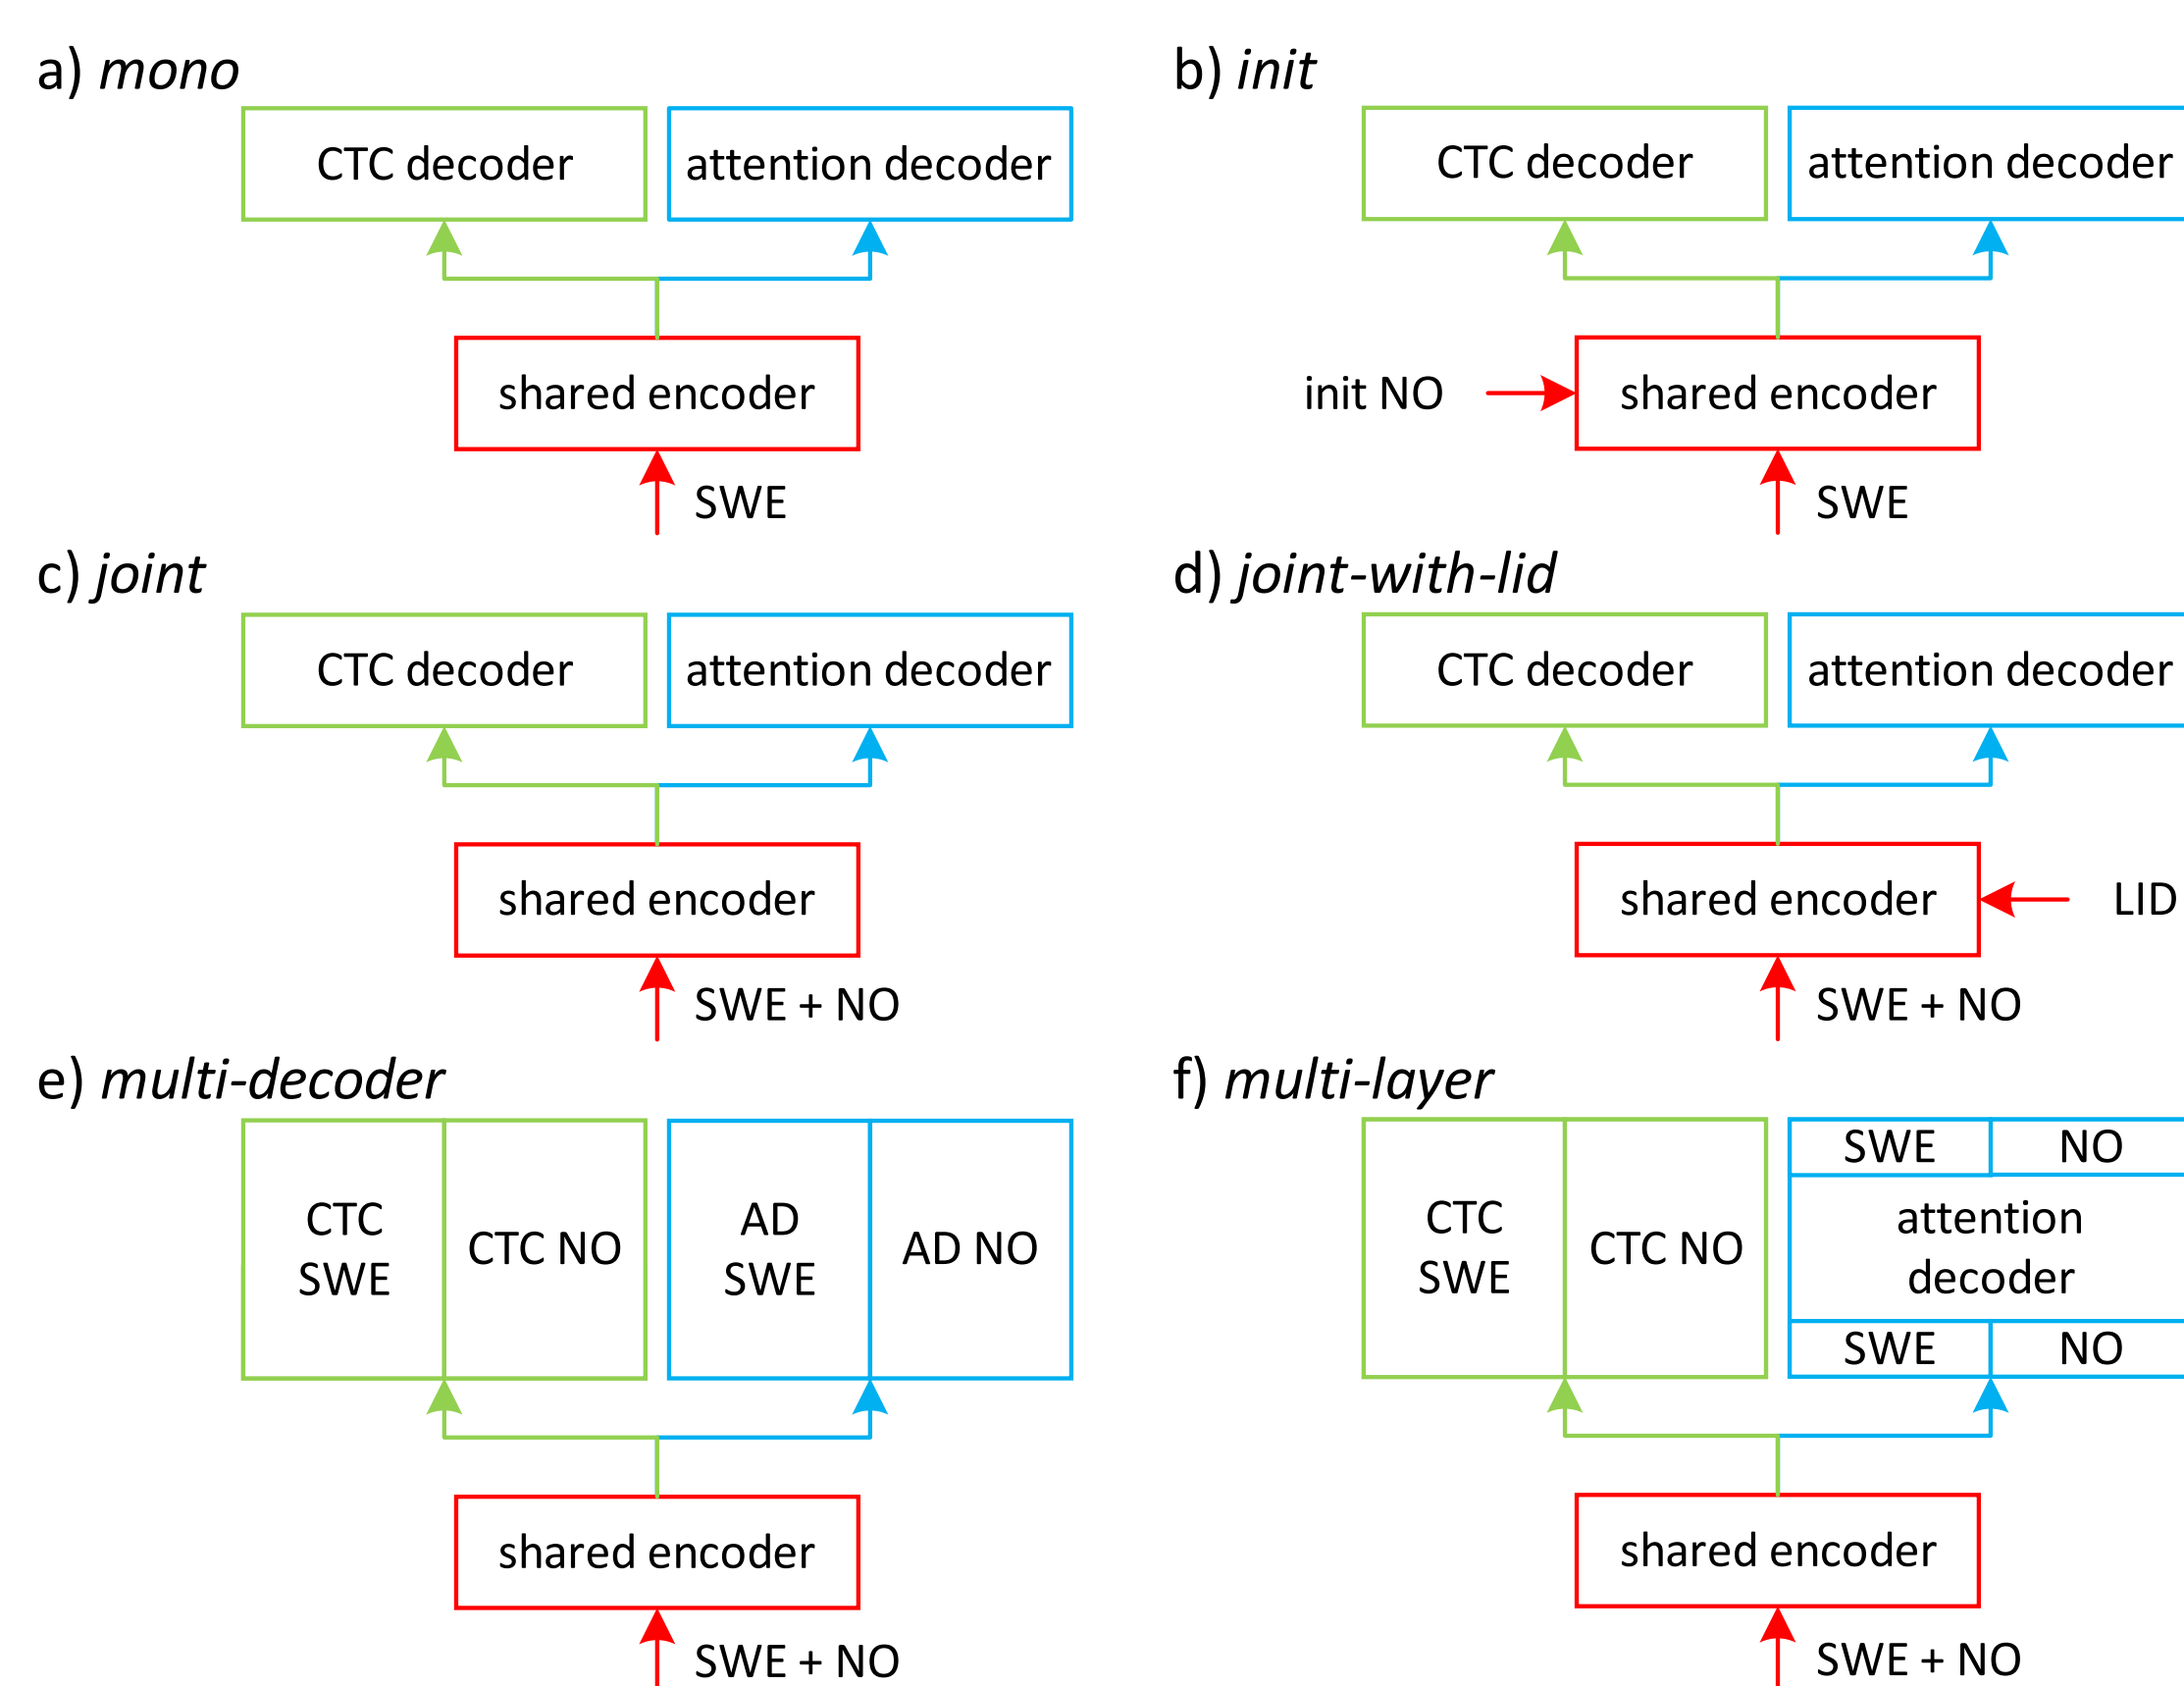 a) mono
CTC decoder
attention decoder
shared encoder
SWE
b) init
CTC decoder
attention decoder
init NO
shared encoder
SWE
c) joint
CTC decoder
attention decoder
shared encoder
SWE + NO
d) joint-with-lid
CTC decoder
attention decoder
shared encoder
LID
SWE + NO
e) multi-decoder
CTC
SWE
CTC NO
AD
SWE
AD NO
shared encoder
SWE + NO
f) multi-layer
CTC
SWE
CTC NO
SWE
NO
attention
decoder
SWE
NO
shared encoder
SWE + NO